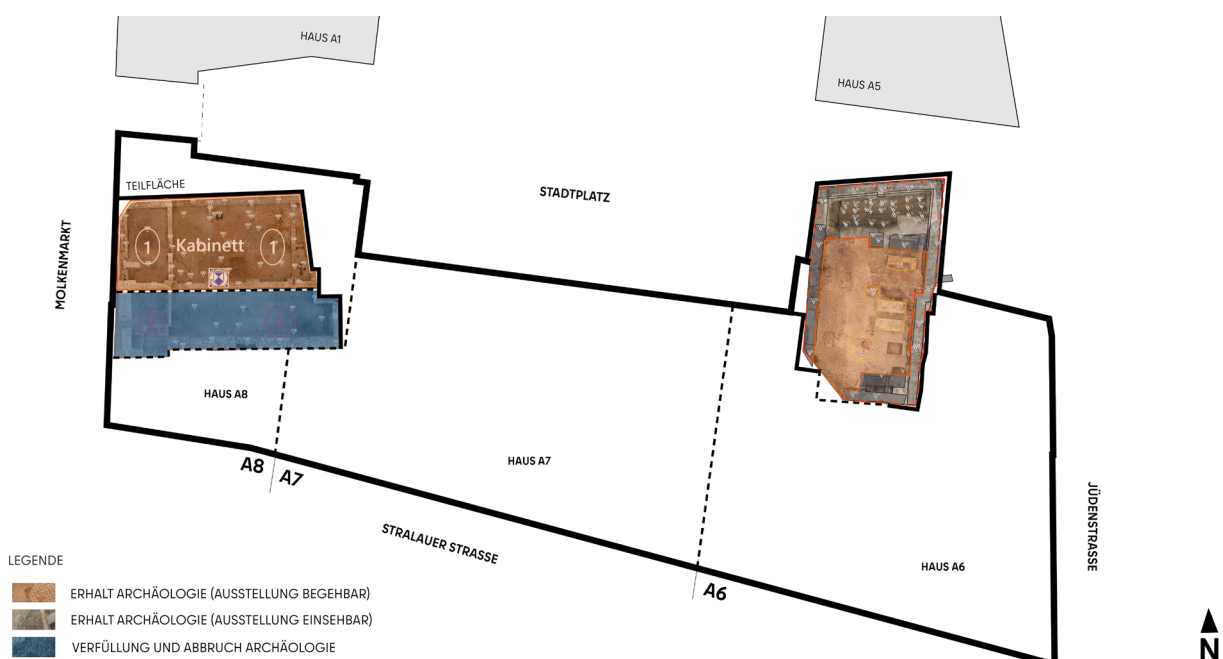 HAUS A1
HAUS A5
TEILFLÄCHE
STADTPLATZ
MOLKENMARKT
1 Kabinett 1
HAUS A8
HAUS A7
A8 A7
STRALAUER STRASSE
JÜDENSTRASSE
HAUS A6
A6
LEGENDE
ERHALT ARCHÄOLOGIE (AUSSTELLUNG BEGEHBAR)
ERHALT ARCHÄOLOGIE (AUSSTELLUNG EINSEHBAR)
VERFÜLLUNG UND ABBRUCH ARCHÄOLOGIE
N